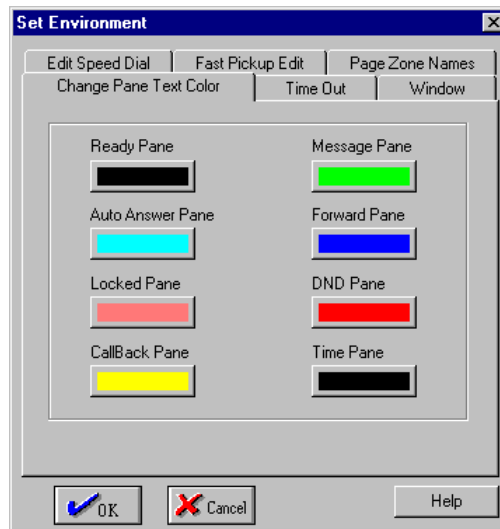 Set Environment
Edit Speed Dial
Fast Pickup Edit
Page Zone Names
Change Pane Text Color
Time Out
Window
Ready Pane
Message Pane
Auto Answer Pane
Forward Pane
Locked Pane
DND Pane
CallBack Pane
Time Pane
OK
Cancel
Help